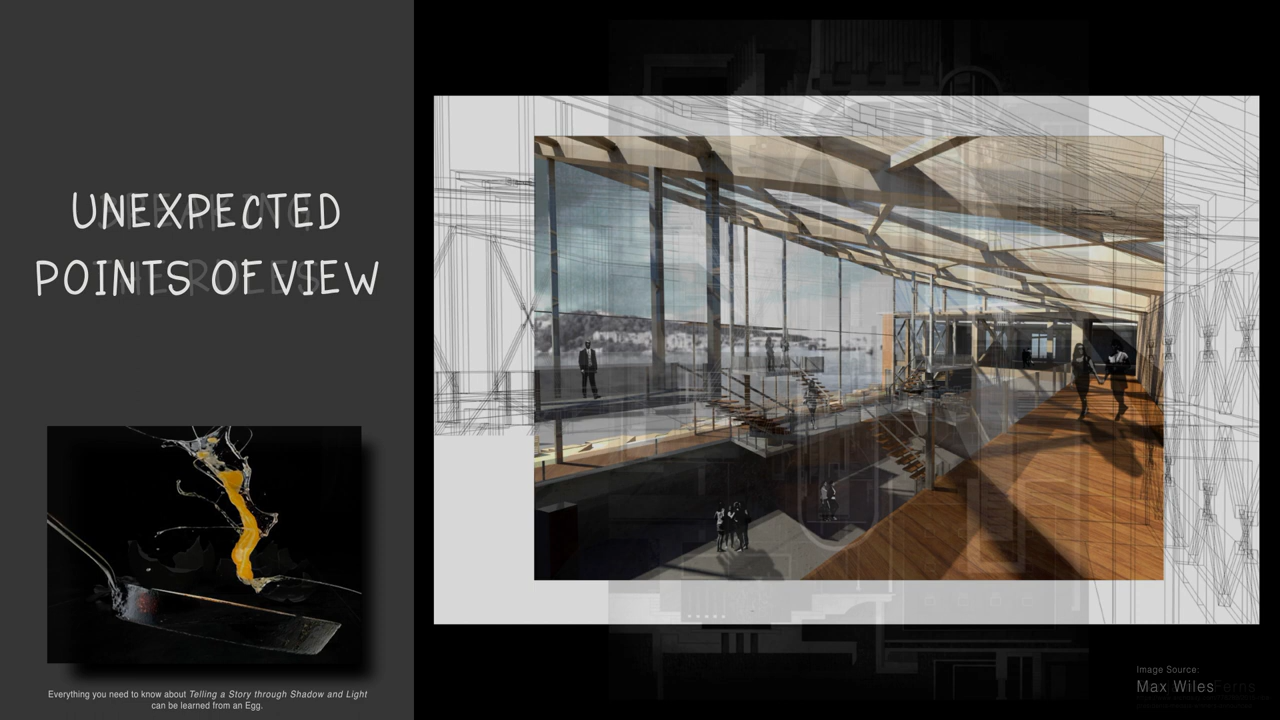 UNEXPECTED
POINTS OF VIEW
Everything you need to know about Telling a Story through Shadow and Light
can be learned from an Egg.
Image Source:
Max Wiles